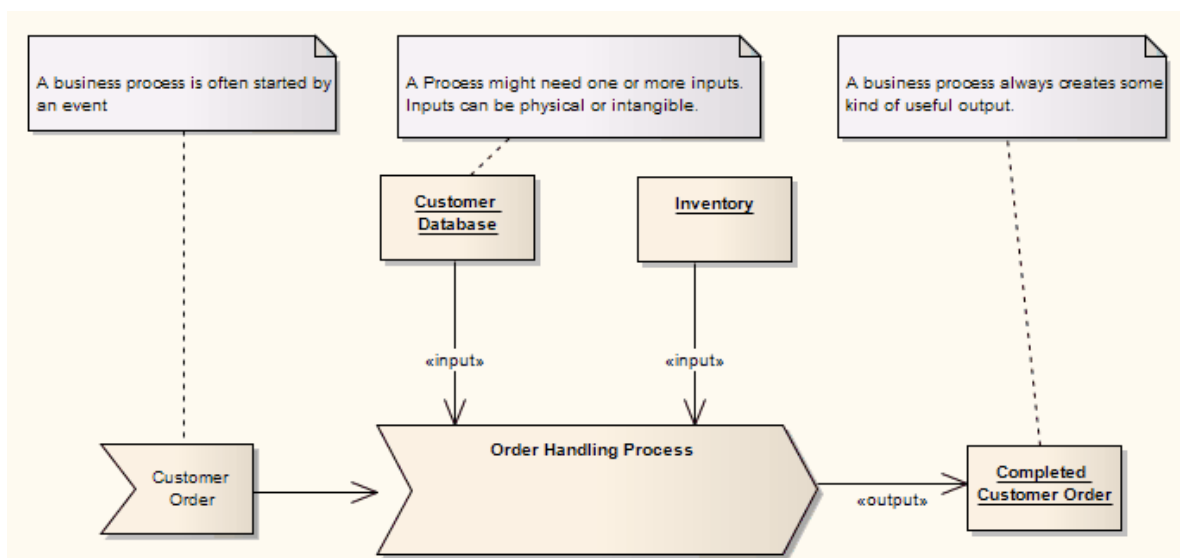 A business process is often started by
an event
A Process might need one or more inputs.
Inputs can be physical or intangible.
A business process always creates some
kind of useful output.
Customer
Database
Inventory
«input»
«input»
Order Handling Process
Customer
Order
«output»
Completed
Customer Order